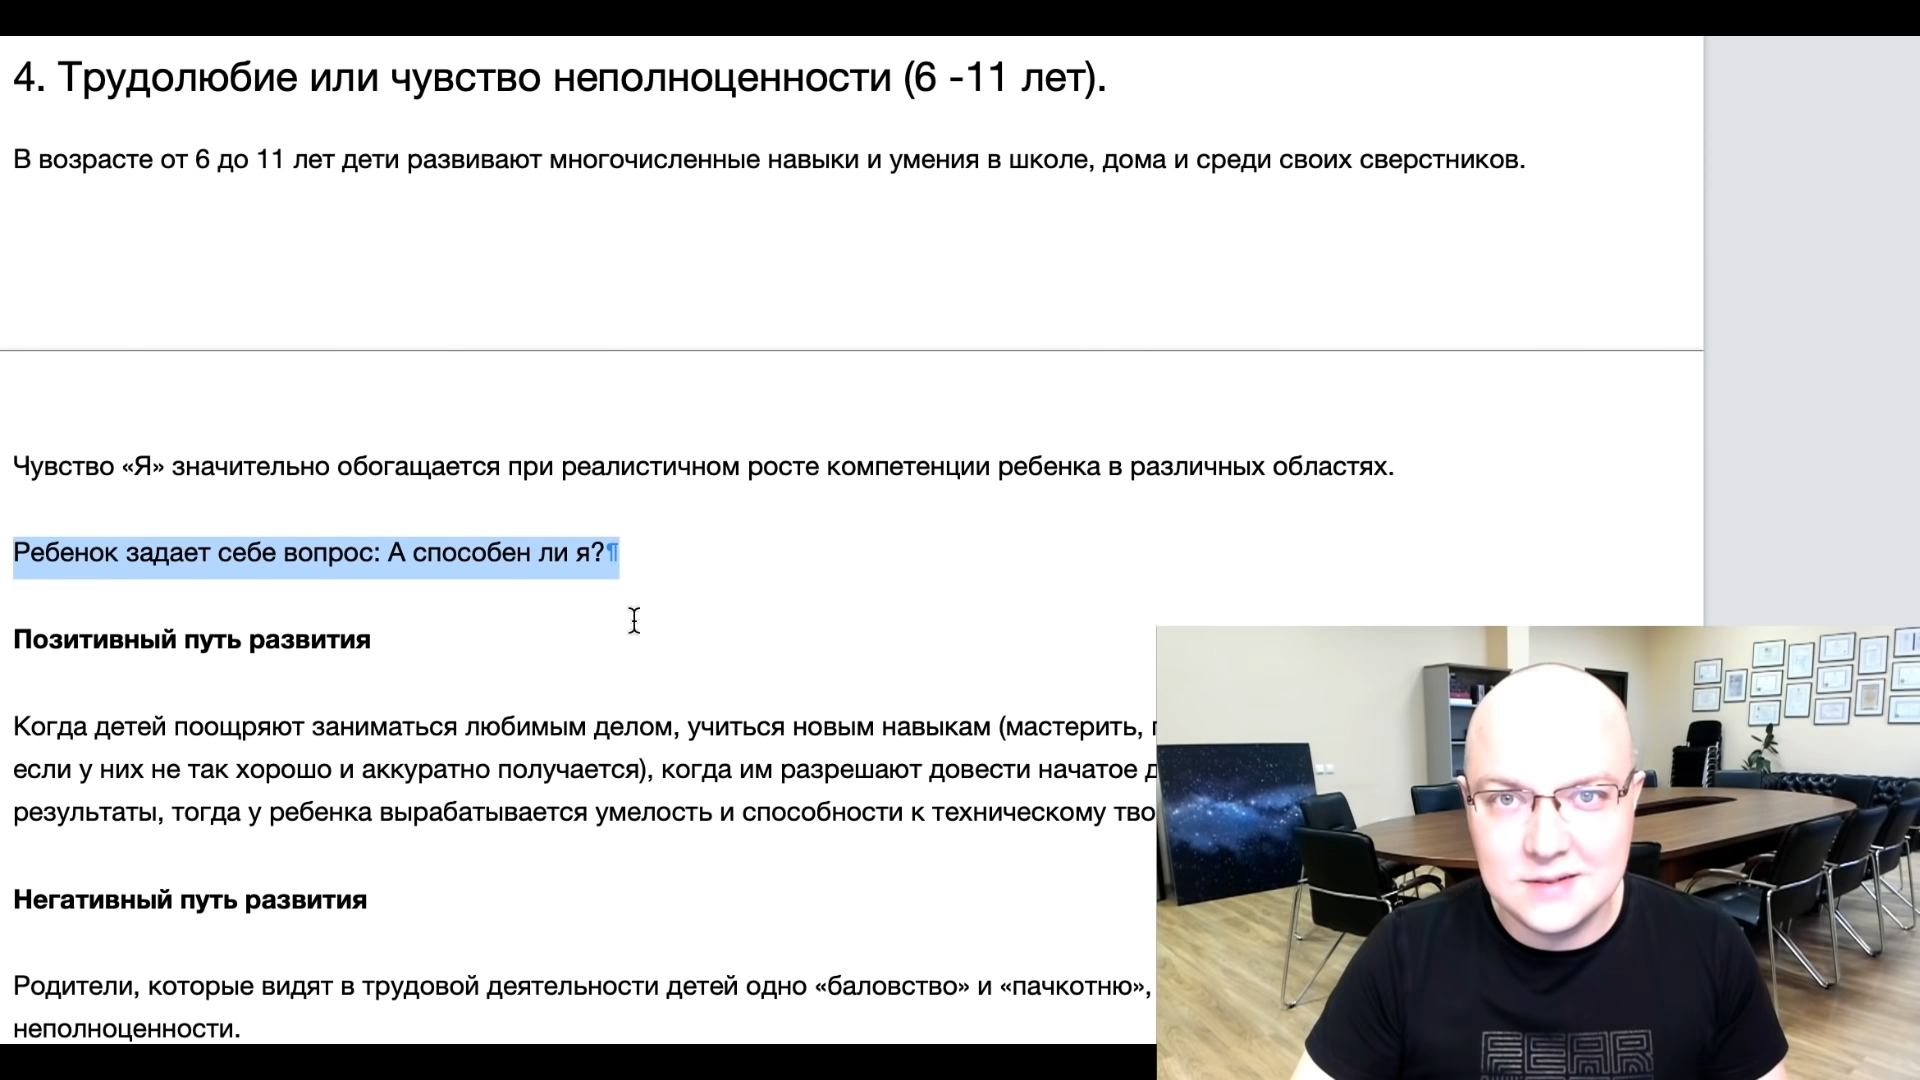 4. Трудолюбие или чувство неполноценности (6 -11 лет).
В возрасте от 6 до 11 лет дети развивают многочисленные навыки и умения в школе, дома и среди своих сверстников.
Чувство «Я» значительно обогащается при реалистичном росте компетенции ребенка в различных областях.
Ребенок задает себе вопрос: А способен ли я?¶
Позитивный путь развития
Когда детей поощряют заниматься любимым делом, учиться новым навыкам (мастерить,
если у них не так хорошо и аккуратно получается), когда им разрешают довести начатое
результаты, тогда у ребенка вырабатывается умелость и способности к техническому тво
Негативный путь развития
Родители, которые видят в трудовой деятельности детей одно «баловство» и «пачкотню»,
неполноценности.
FEAR